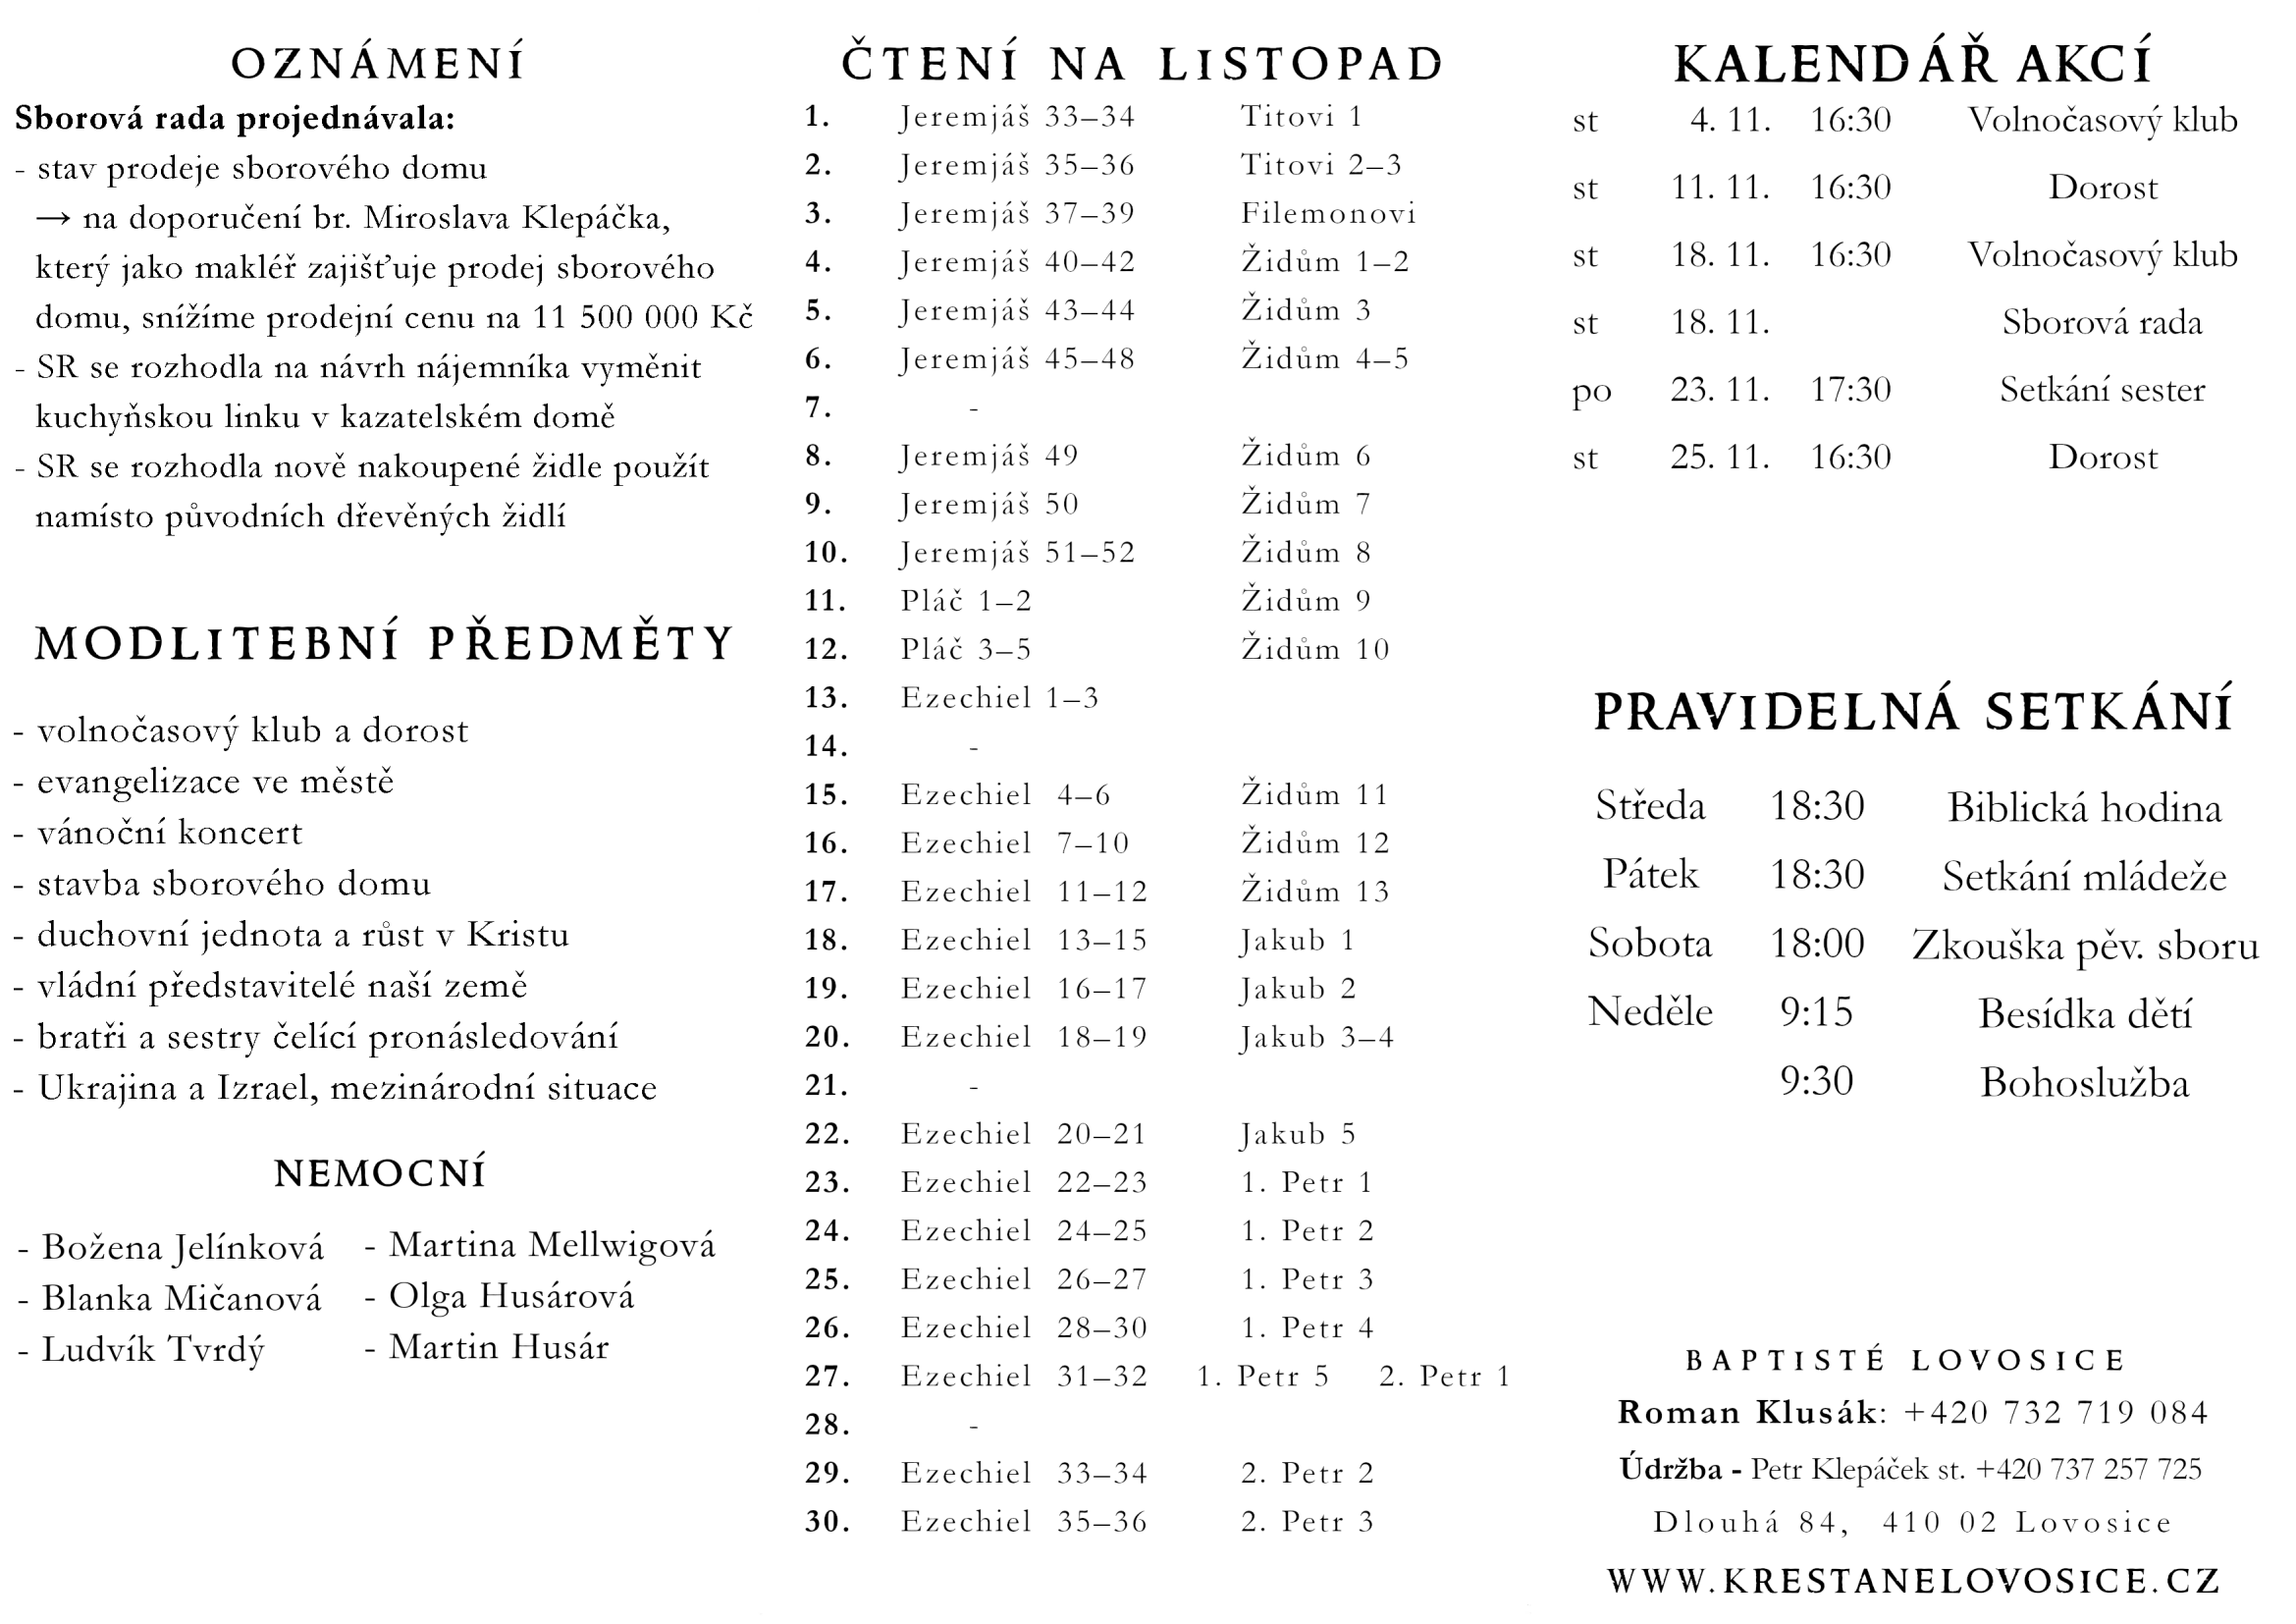 OZNÁMENÍ
Sborová rada projednávala:
- stav prodeje sborového domu
→ na doporučení br. Miroslava Klepáčka,
který jako makléř zajišťuje prodej sborového
domu, snížíme prodejní cenu na 11 500 000 Kč
- SR se rozhodla na návrh nájemníka vyměnit
kuchyňskou linku v kazatelském domě
- SR se rozhodla nově nakoupené židle použít
namísto původních dřevěných židlí
MODLITEBNÍ PŘEDMĚTY
- volnočasový klub a dorost
- evangelizace ve městě
- vánoční koncert
- stavba sborového domu
- duchovní jednota a růst v Kristu
- vládní představitelé naší země
- bratři a sestry čelící pronásledování
- Ukrajina a Izrael, mezinárodní situace
NEMOCNÍ
- Božena Jelínková - Martina Mellwigová
- Blanka Mičanová - Olga Husárová
- Ludvík Tvrdý - Martin Husár
ČTENÍ NA LISTOPAD
1. Jeremjáš 33–34 Titovi 1
2. Jeremjáš 35–36 Titovi 2–3
3. Jeremjáš 37–39 Filemonovi
4. Jeremjáš 40–42 Židům 1–2
5. Jeremjáš 43–44 Židům 3
6. Jeremjáš 45–48 Židům 4–5
7. -
8. Jeremjáš 49 Židům 6
9. Jeremjáš 50 Židům 7
10. Jeremjáš 51–52 Židům 8
11. Pláč 1–2 Židům 9
12. Pláč 3–5 Židům 10
13. Ezechiel 1–3
14. -
15. Ezechiel 4–6 Židům 11
16. Ezechiel 7–10 Židům 12
17. Ezechiel 11–12 Židům 13
18. Ezechiel 13–15 Jakub 1
19. Ezechiel 16–17 Jakub 2
20. Ezechiel 18–19 Jakub 3–4
21. -
22. Ezechiel 20–21 Jakub 5
23. Ezechiel 22–23 1. Petr 1
24. Ezechiel 24–25 1. Petr 2
25. Ezechiel 26–27 1. Petr 3
26. Ezechiel 28–30 1. Petr 4
27. Ezechiel 31–32 1. Petr 5 2. Petr 1
28. -
29. Ezechiel 33–34 2. Petr 2
30. Ezechiel 35–36 2. Petr 3
KALENDÁŘ AKCÍ
st 4. 11. 16:30 Volnočasový klub
st 11. 11. 16:30 Dorost
st 18. 11. 16:30 Volnočasový klub
st 18. 11. Sborová rada
po 23. 11. 17:30 Setkání sester
st 25. 11. 16:30 Dorost
PRAVIDELNÁ SETKÁNÍ
Středa 18:30 Biblická hodina
Pátek 18:30 Setkání mládeže
Sobota 18:00 Zkouška pěv. sboru
Neděle 9:15 Besídka dětí
9:30 Bohoslužba
BAPTISTÉ LOVOSICE
Roman Klusák: +420 732 719 084
Údržba - Petr Klepáček st. +420 737 257 725
Dlouhá 84, 410 02 Lovosice
WWW.KRESTANELOVOSICE.CZ